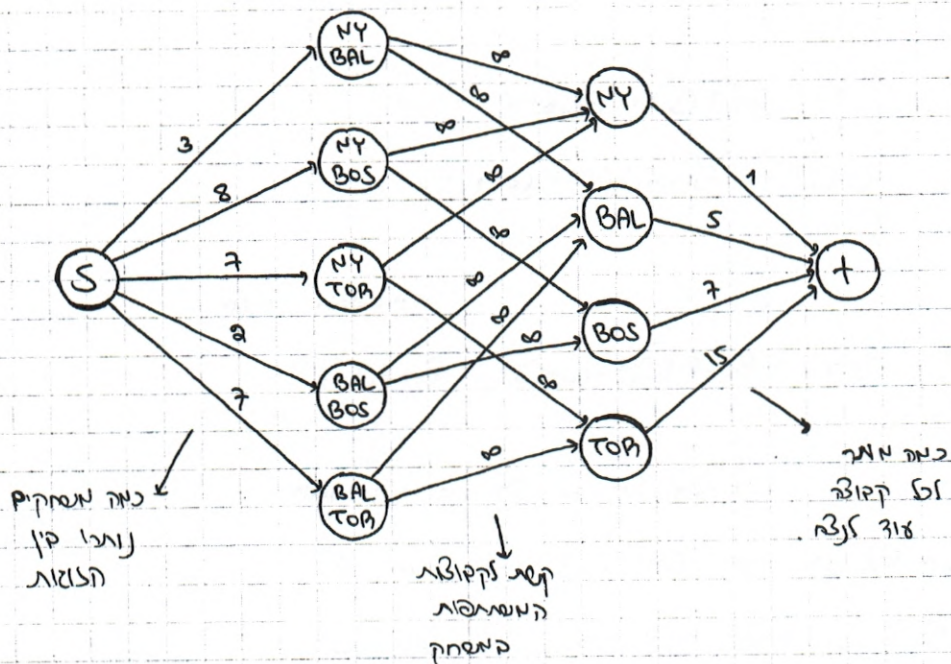 NY
BAL
NY
BOS
NY
TOR
BAL
BOS
BAL
TOR
S
3
8
7
2
7
∞
∞
∞
∞
∞
∞
∞
∞
∞
∞
NY
BAL
BOS
TOR
1
5
7
15
t
כמה משחקים
נותרו בין
הזוגות
קשת לקבוצות
המשתתפות
במשחק
כמה מותר
לכל קבוצה
עוד לנצח.